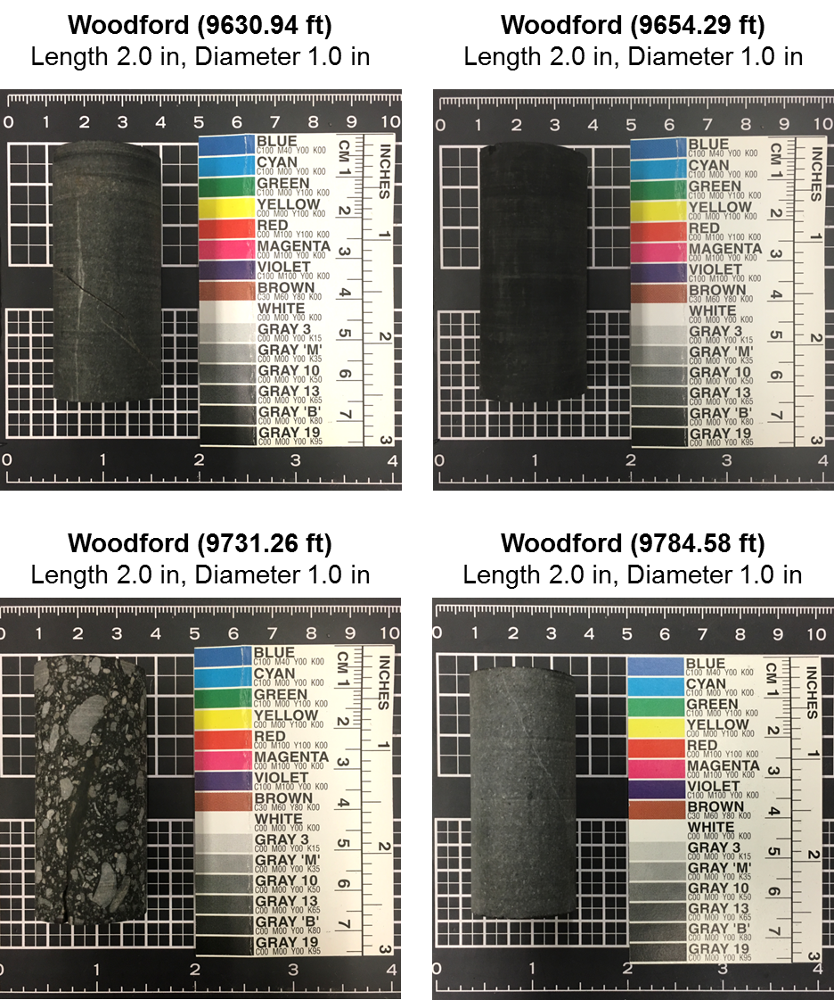 Woodford (9630.94 ft)
Length 2.0 in, Diameter 1.0 in
0 1 2 3 4 5 6 7 8 9 10
BLUE
C100 M40 Y00 K00
CYAN
C100 M00 Y00 K00
GREEN
C100 M00 Y100 K00
YELLOW
C00 M00 Y100 K00
RED
C00 M100 Y100 K00
MAGENTA
C00 M100 Y00 K00
VIOLET
C100 M100 Y00 K00
BROWN
C30 M60 Y80 K00
WHITE
C00 M00 Y00 K00
GRAY 3
C00 M00 Y00 K15
GRAY 'M'
C00 M00 Y00 K35
GRAY 10
C00 M00 Y00 K50
GRAY 13
C00 M00 Y00 K65
GRAY 'B'
C00 M00 Y00 K80
GRAY 19
C00 M00 Y00 K95
CM 1 2 3 4 5 6 7
INCHES 1 2 3
0 1 2 3 4
Woodford (9654.29 ft)
Length 2.0 in, Diameter 1.0 in
0 1 2 3 4 5 6 7 8 9 10
BLUE
C100 M40 Y00 K00
CYAN
C100 M00 Y00 K00
GREEN
C100 M00 Y100 K00
YELLOW
C00 M00 Y100 K00
RED
C00 M100 Y100 K00
MAGENTA
C00 M100 Y00 K00
VIOLET
C100 M100 Y00 K00
BROWN
C30 M60 Y80 K00
WHITE
C00 M00 Y00 K00
GRAY 3
C00 M00 Y00 K15
GRAY 'M'
C00 M00 Y00 K35
GRAY 10
C00 M00 Y00 K50
GRAY 13
C00 M00 Y00 K65
GRAY 'B'
C00 M00 Y00 K80
GRAY 19
C00 M00 Y00 K95
CM 1 2 3 4 5 6 7
INCHES 1 2 3
0 1 2 3 4
Woodford (9731.26 ft)
Length 2.0 in, Diameter 1.0 in
0 1 2 3 4 5 6 7 8 9 10
BLUE
C100 M40 Y00 K00
CYAN
C100 M00 Y00 K00
GREEN
C100 M00 Y100 K00
YELLOW
C00 M00 Y100 K00
RED
C00 M100 Y100 K00
MAGENTA
C00 M100 Y00 K00
VIOLET
C100 M100 Y00 K00
BROWN
C30 M60 Y80 K00
WHITE
C00 M00 Y00 K00
GRAY 3
C00 M00 Y00 K15
GRAY 'M'
C00 M00 Y00 K35
GRAY 10
C00 M00 Y00 K50
GRAY 13
C00 M00 Y00 K65
GRAY 'B'
C00 M00 Y00 K80
GRAY 19
C00 M00 Y00 K95
CM 1 2 3 4 5 6 7
INCHES 1 2 3
0 1 2 3 4
Woodford (9784.58 ft)
Length 2.0 in, Diameter 1.0 in
0 1 2 3 4 5 6 7 8 9 10
BLUE
C100 M40 Y00 K00
CYAN
C100 M00 Y00 K00
GREEN
C100 M00 Y100 K00
YELLOW
C00 M00 Y100 K00
RED
C00 M100 Y100 K00
MAGENTA
C00 M100 Y00 K00
VIOLET
C100 M100 Y00 K00
BROWN
C30 M60 Y80 K00
WHITE
C00 M00 Y00 K00
GRAY 3
C00 M00 Y00 K15
GRAY 'M'
C00 M00 Y00 K35
GRAY 10
C00 M00 Y00 K50
GRAY 13
C00 M00 Y00 K65
GRAY 'B'
C00 M00 Y00 K80
GRAY 19
C00 M00 Y00 K95
CM 1 2 3 4 5 6 7
INCHES 1 2 3
0 1 2 3 4